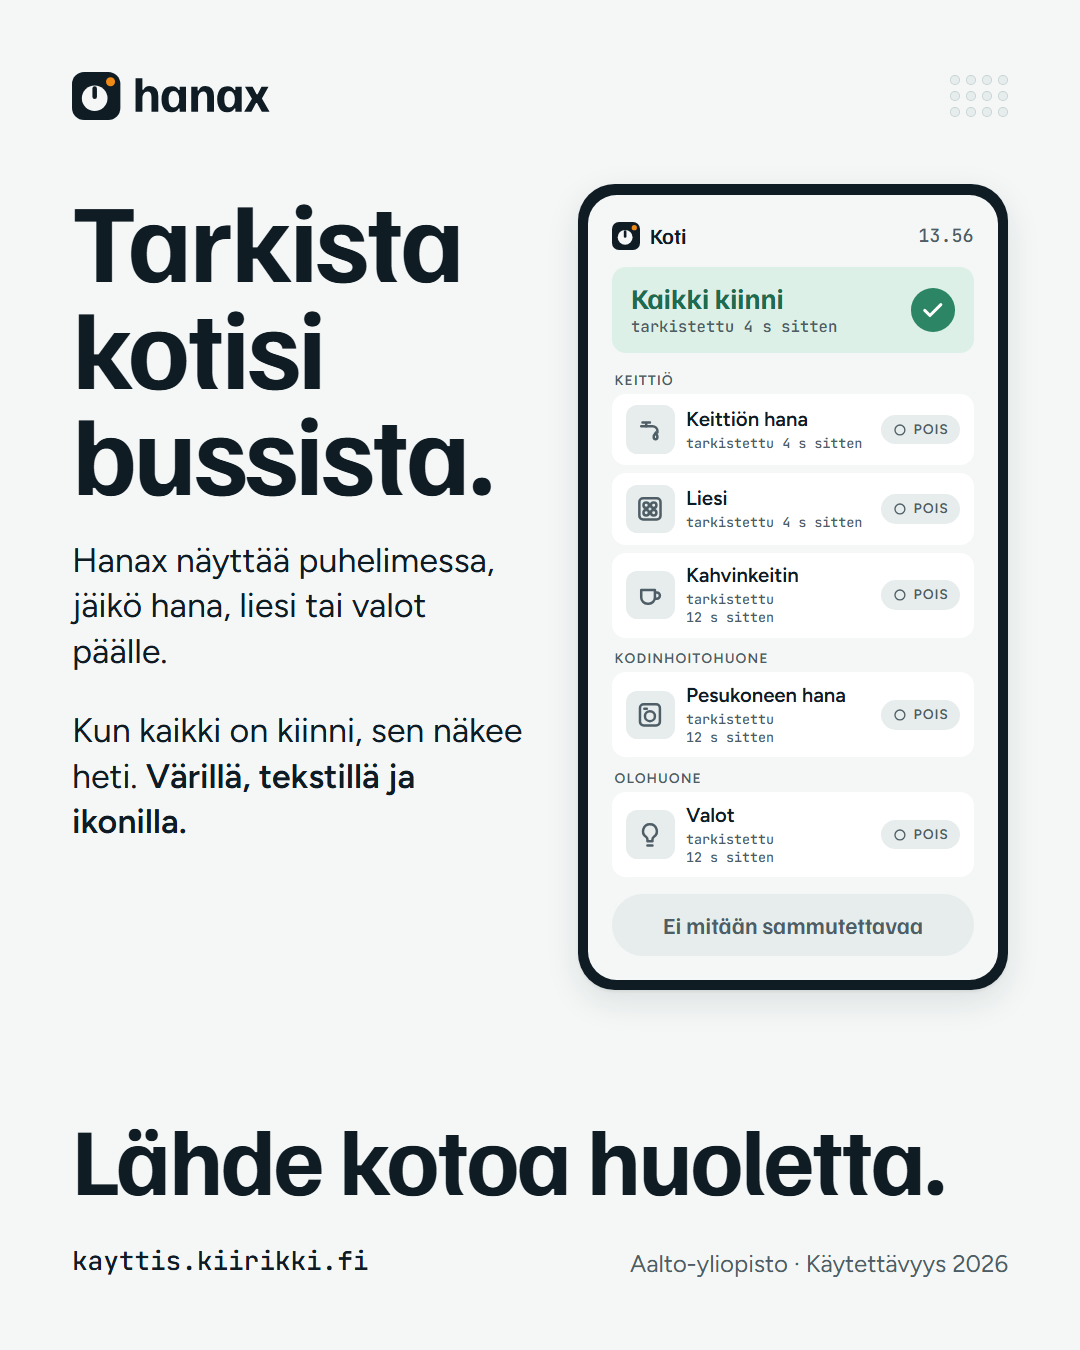 hanax
Tarkista
kotisi
bussista.
Hanax näyttää puhelimessa,
jäikö hana, liesi tai valot
päälle.
Kun kaikki on kiinni, sen näkee
heti. Värillä, tekstillä ja
ikonilla.
Koti
13.56
Kaikki kiinni
tarkistettu 4 s sitten
KEITTIÖ
Keittiön hana
tarkistettu 4 s sitten
POIS
Liesi
tarkistettu 4 s sitten
POIS
Kahvinkeitin
tarkistettu
12 s sitten
POIS
KODINHOITOHUONE
Pesukoneen hana
tarkistettu
12 s sitten
POIS
OLOHUONE
Valot
tarkistettu
12 s sitten
POIS
Ei mitään sammutettavaa
Lähde kotoa huoletta.
kayttis.kiirikki.fi
Aalto-yliopisto · Käytettävyys 2026